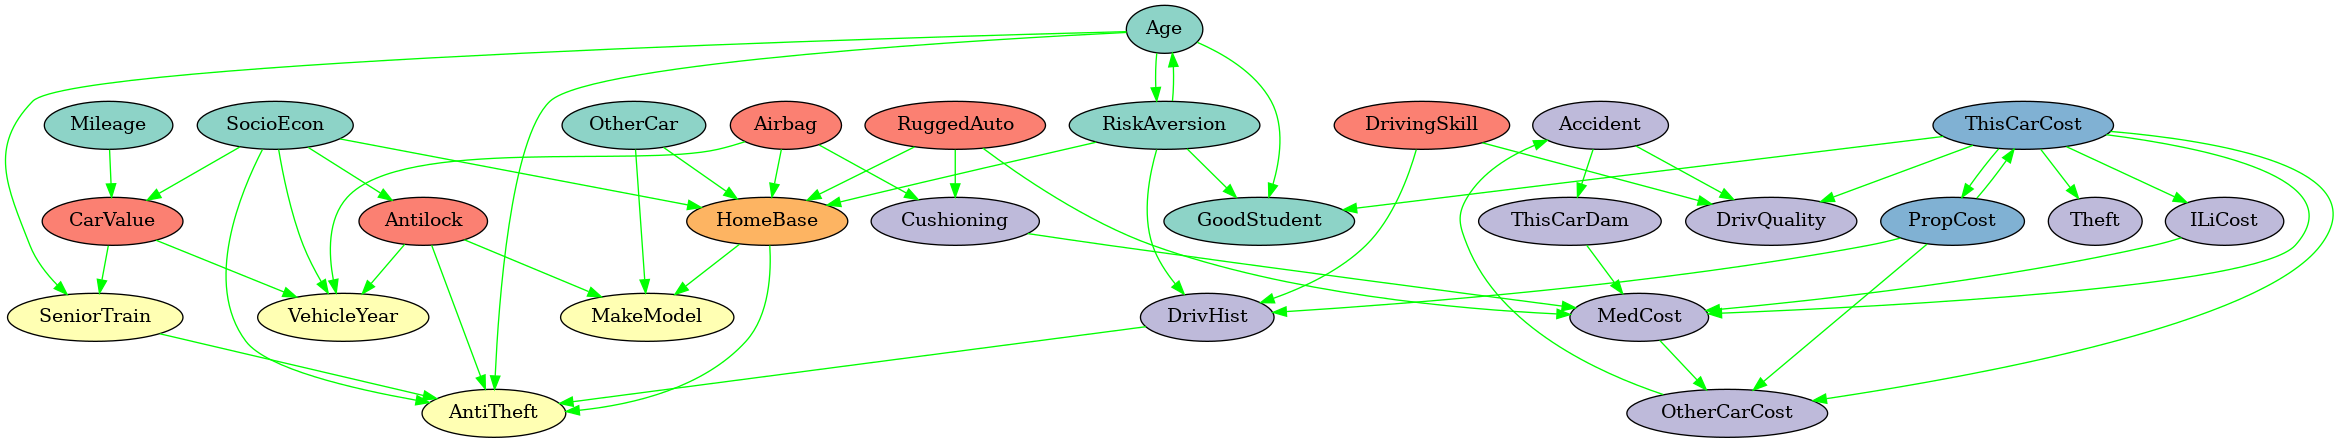 Age
Mileage
SocioEcon
OtherCar
Airbag
RuggedAuto
RiskAversion
DrivingSkill
Accident
ThisCarCost
CarValue
Antilock
HomeBase
Cushioning
GoodStudent
ThisCarDam
DrivQuality
PropCost
Theft
ILiCost
SeniorTrain
VehicleYear
MakeModel
DrivHist
MedCost
AntiTheft
OtherCarCost